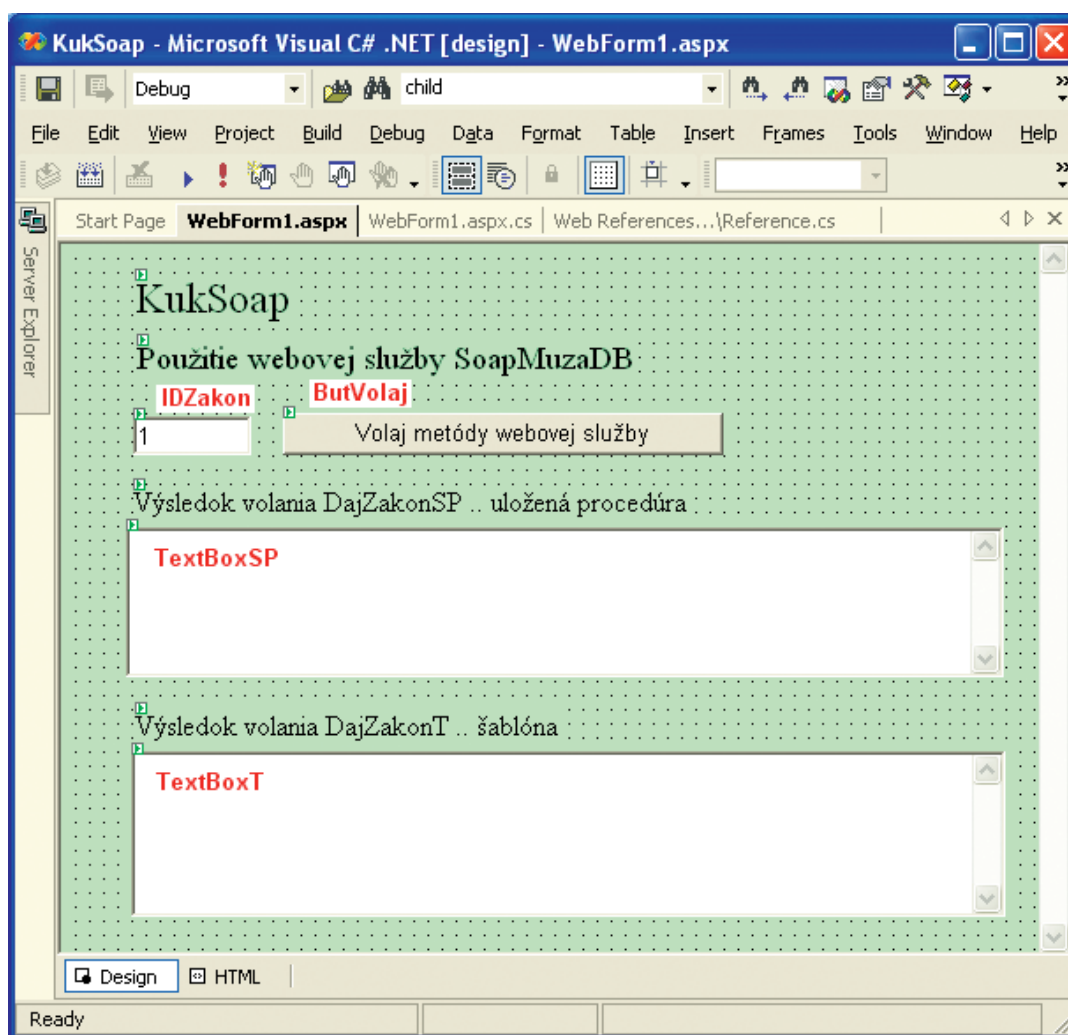 KukSoap - Microsoft Visual C# .NET [design] - WebForm1.aspx
Debug child
File Edit View Project Build Debug Data Format Table Insert Frames Tools Window Help
Start Page WebForm1.aspx WebForm1.aspx.cs Web References...\Reference.cs
Server Explorer
KukSoap
Použitie webovej služby SoapMuzaDB
IDZakon ButVolaj
1 Volaj metódy webovej služby
Výsledok volania DajZakonSP .. uložená procedúra
TextBoxSP
Výsledok volania DajZakonT .. šablóna
TextBoxT
Design HTML
Ready